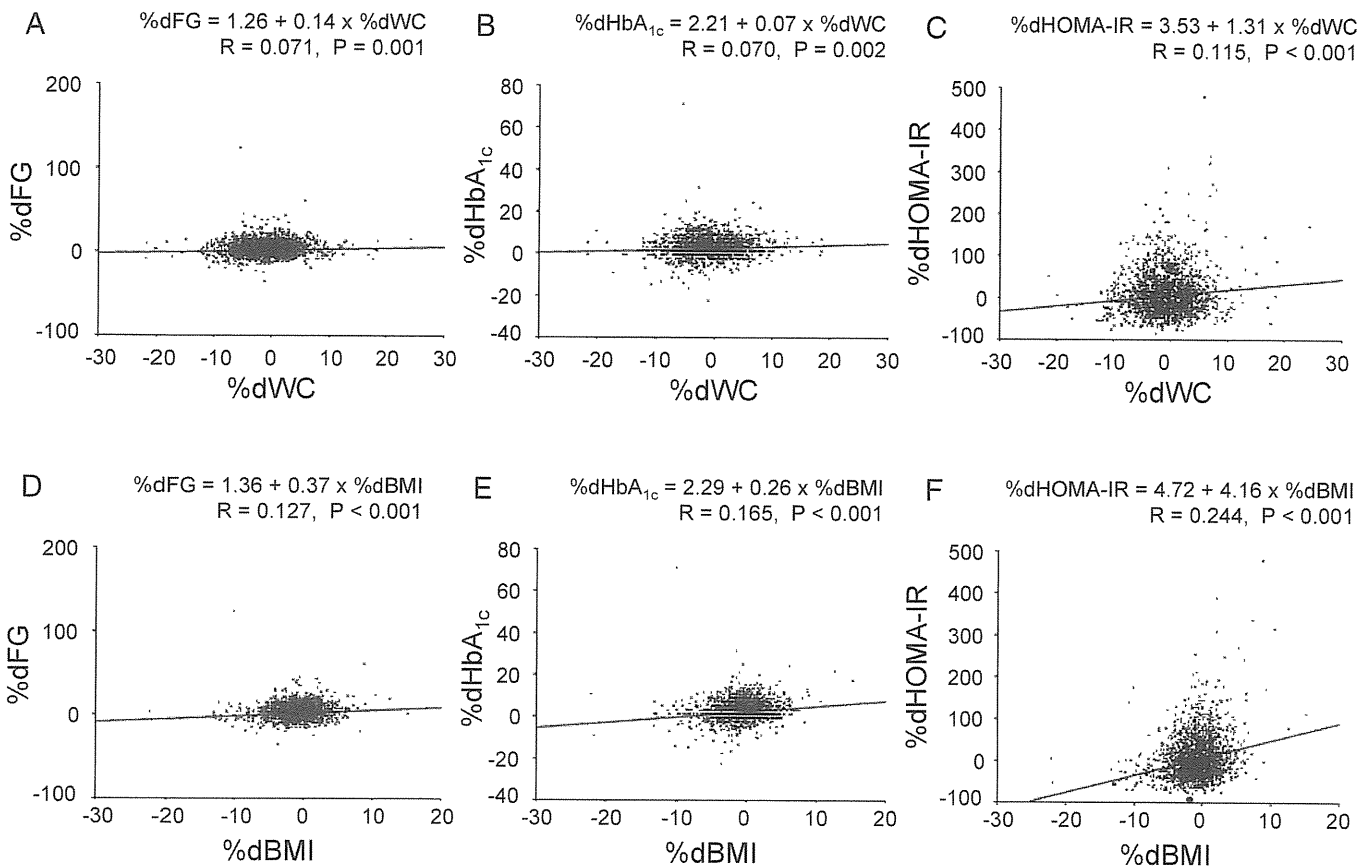 A
%dFG = 1.26 + 0.14 x %dWC
R = 0.071, P = 0.001
200
100
0
-100
%dFG
-30 -20 -10 0 10 20 30
%dWC
B
%dHbA1c = 2.21 + 0.07 x %dWC
R = 0.070, P = 0.002
80
60
40
20
0
-20
-40
%dHbA1c
-30 -20 -10 0 10 20 30
%dWC
C
%dHOMA-IR = 3.53 + 1.31 x %dWC
R = 0.115, P < 0.001
500
400
300
200
100
0
-100
%dHOMA-IR
-30 -20 -10 0 10 20 30
%dWC
D
%dFG = 1.36 + 0.37 x %dBMI
R = 0.127, P < 0.001
200
100
0
-100
%dFG
-30 -20 -10 0 10 20
%dBMI
E
%dHbA1c = 2.29 + 0.26 x %dBMI
R = 0.165, P < 0.001
80
60
40
20
0
-20
-40
%dHbA1c
-30 -20 -10 0 10 20
%dBMI
F
%dHOMA-IR = 4.72 + 4.16 x %dBMI
R = 0.244, P < 0.001
500
400
300
200
100
0
-100
%dHOMA-IR
-30 -20 -10 0 10 20
%dBMI